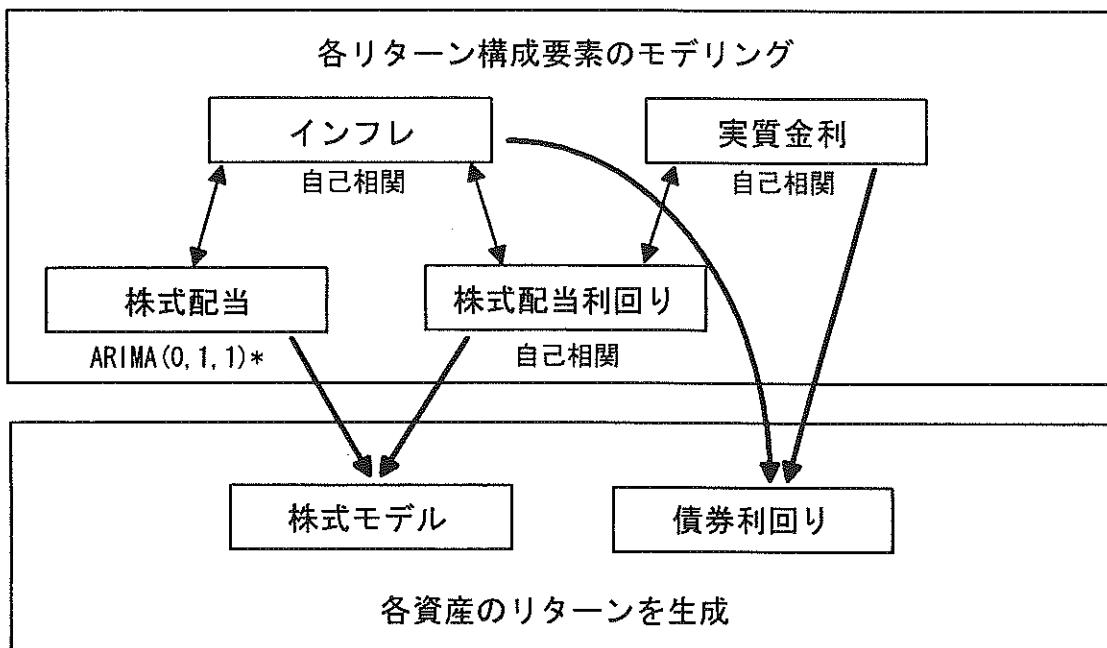 各リターン構成要素のモデリング
インフレ
実質金利
自己相関
自己相関
株式配当
株式配当利回り
ARIMA(0,1,1)*
自己相関
株式モデル
債券利回り
各資産のリターンを生成